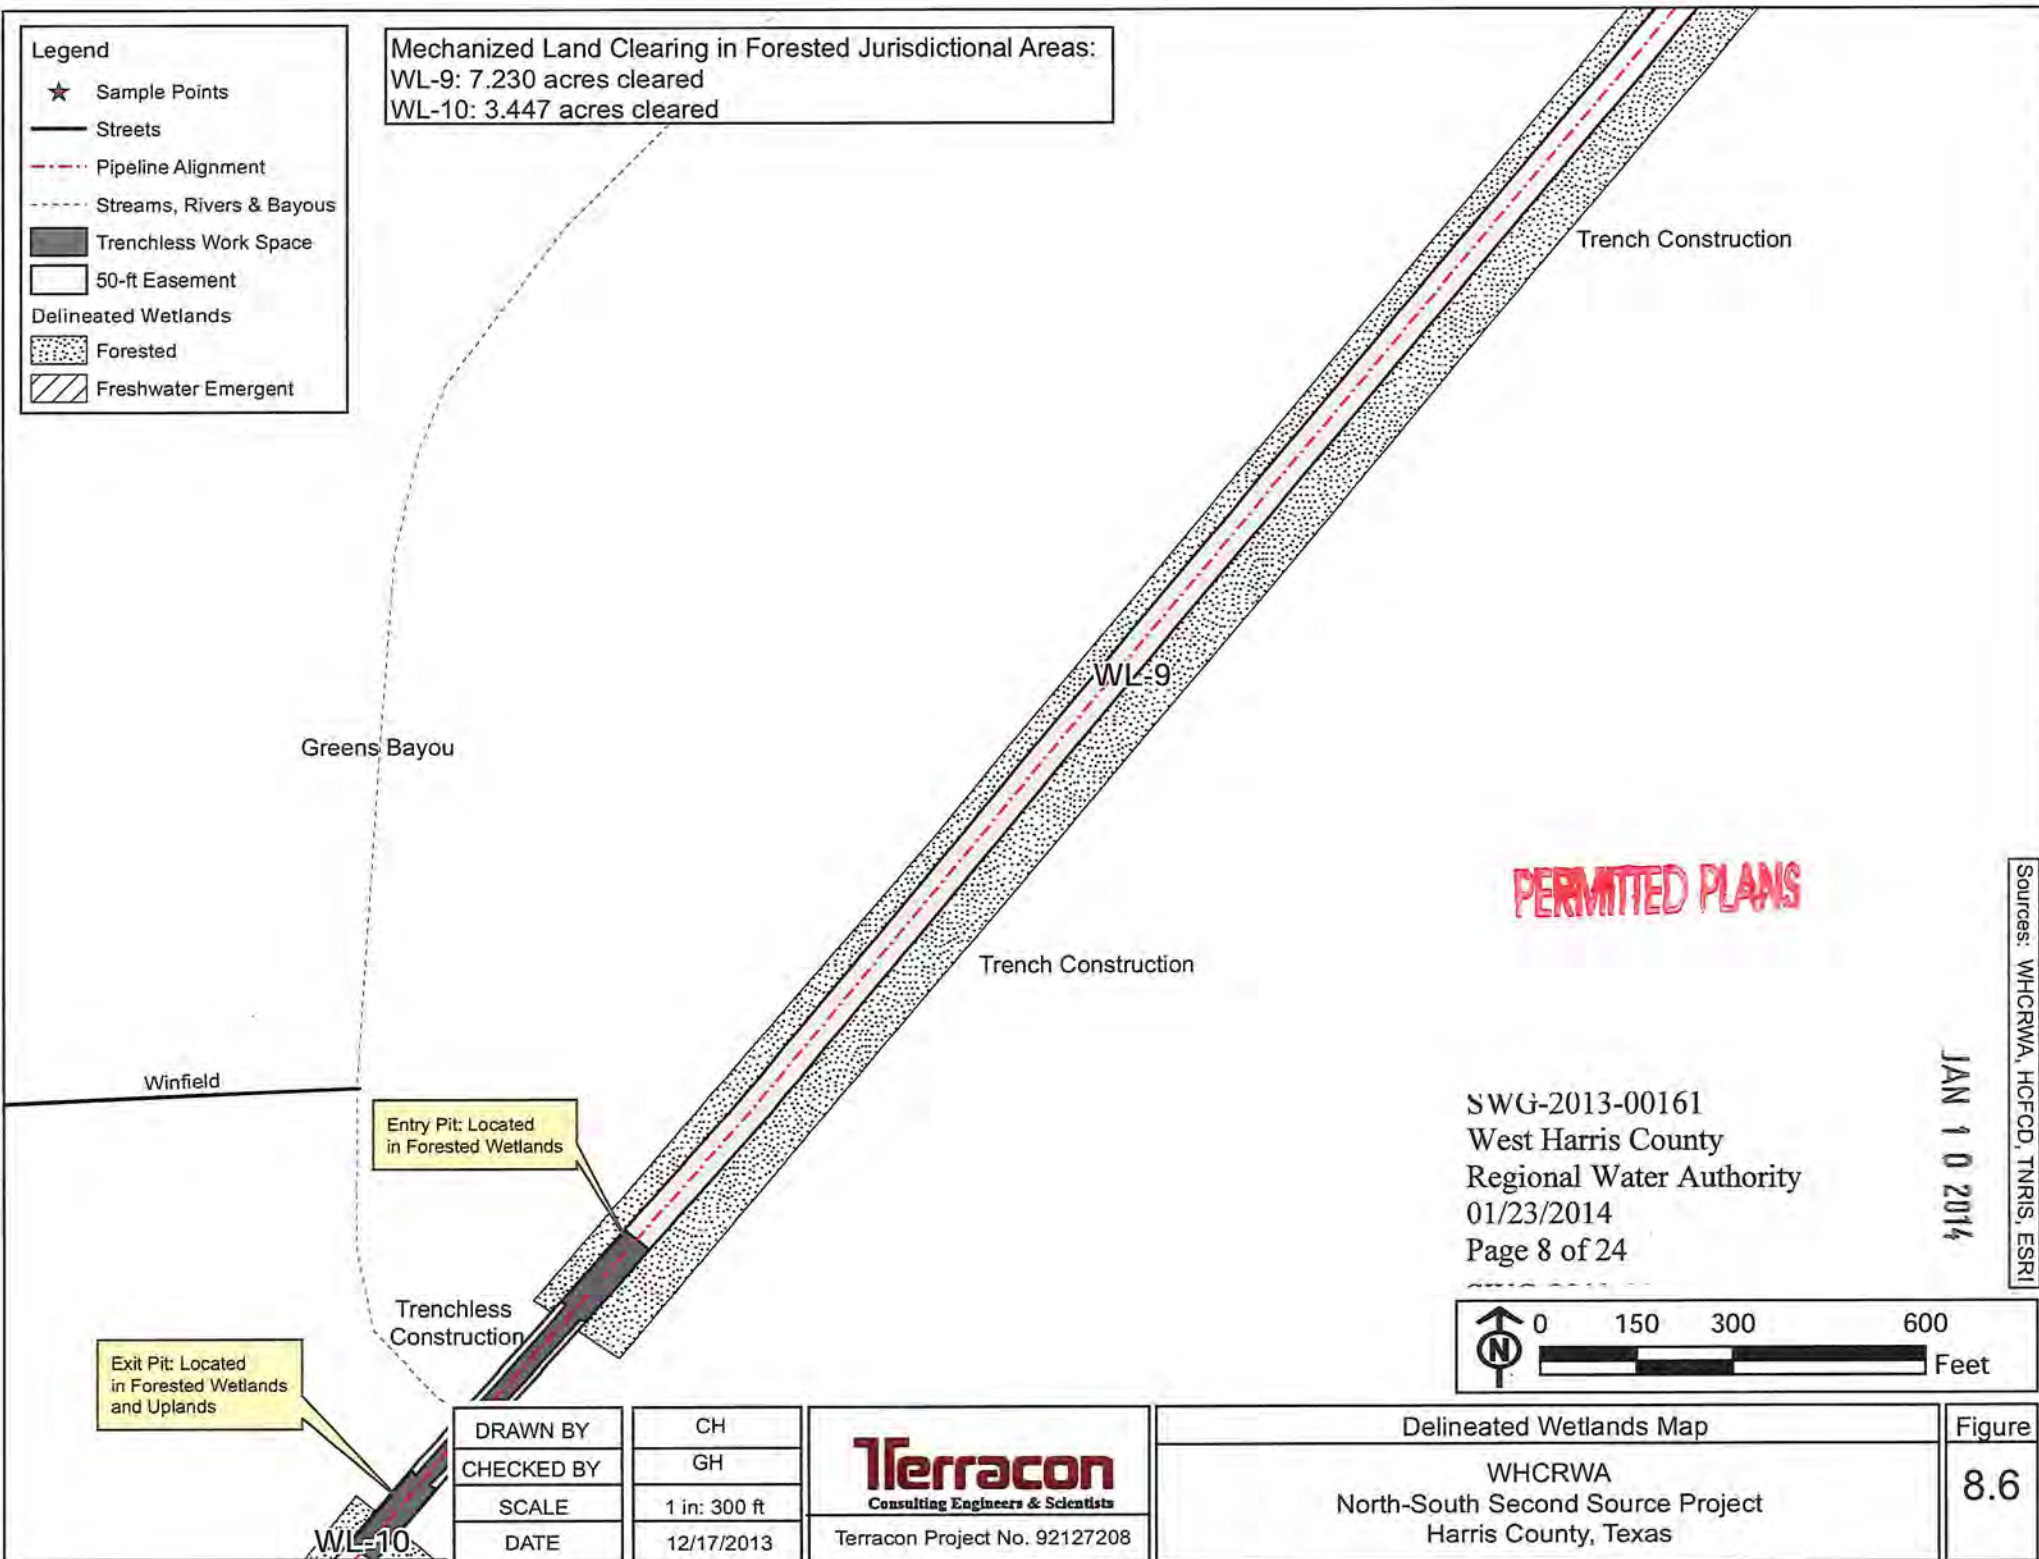 Legend
Sample Points
Streets
Pipeline Alignment
Streams, Rivers & Bayous
Trenchless Work Space
50-ft Easement
Delineated Wetlands
Forested
Freshwater Emergent
Mechanized Land Clearing in Forested Jurisdictional Areas:
WL-9: 7.230 acres cleared
WL-10: 3.447 acres cleared
Trench Construction
WL-9
Greens Bayou
PERMITTED PLANS
Trench Construction
Winfield
Entry Pit: Located
in Forested Wetlands
Trenchless
Construction
Exit Pit: Located
in Forested Wetlands
and Uplands
WL-10
SWG-2013-00161
West Harris County
Regional Water Authority
01/23/2014
Page 8 of 24
JAN 10 2014
Sources: WHCRWA, HCFCD, TNRIS, ESRI
N
0 150 300 600
Feet
DRAWN BY CH
CHECKED BY GH
SCALE 1 in: 300 ft
DATE 12/17/2013
Terracon
Consulting Engineers & Scientists
Terracon Project No. 92127208
Delineated Wetlands Map
WHCRWA
North-South Second Source Project
Harris County, Texas
Figure
8.6